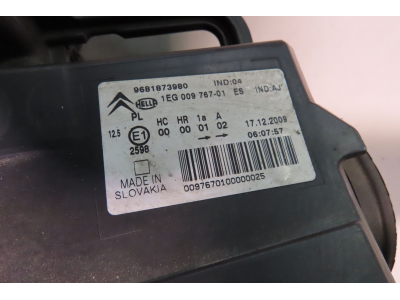 9681873980 IND:04
HELLA 1EG 009 767-01 ES IND:AJ
PL HC HR 1a A
12.5 E1 00 00 01 02 17.12.2009
2598 06:07:57
MADE IN
SLOVAKIA
0097670100000025